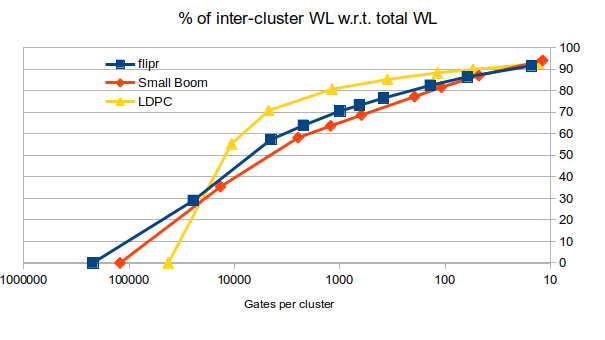 % of inter-cluster WL w.r.t. total WL
flipr
Small Boom
LDPC
100
90
80
70
60
50
40
30
20
10
0
1000000 100000 10000 1000 100 10
Gates per cluster